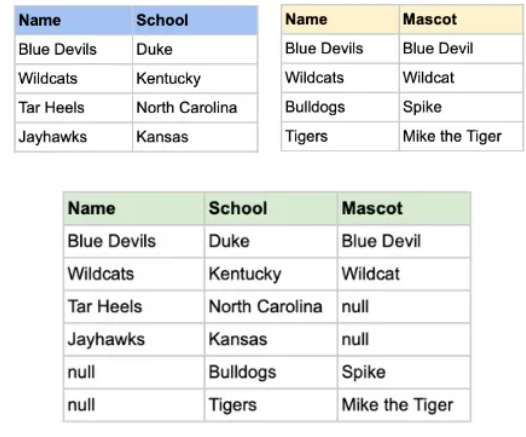 Name School
Blue Devils Duke
Wildcats Kentucky
Tar Heels North Carolina
Jayhawks Kansas
Name Mascot
Blue Devils Blue Devil
Wildcats Wildcat
Bulldogs Spike
Tigers Mike the Tiger
Name School Mascot
Blue Devils Duke Blue Devil
Wildcats Kentucky Wildcat
Tar Heels North Carolina null
Jayhawks Kansas null
null Bulldogs Spike
null Tigers Mike the Tiger